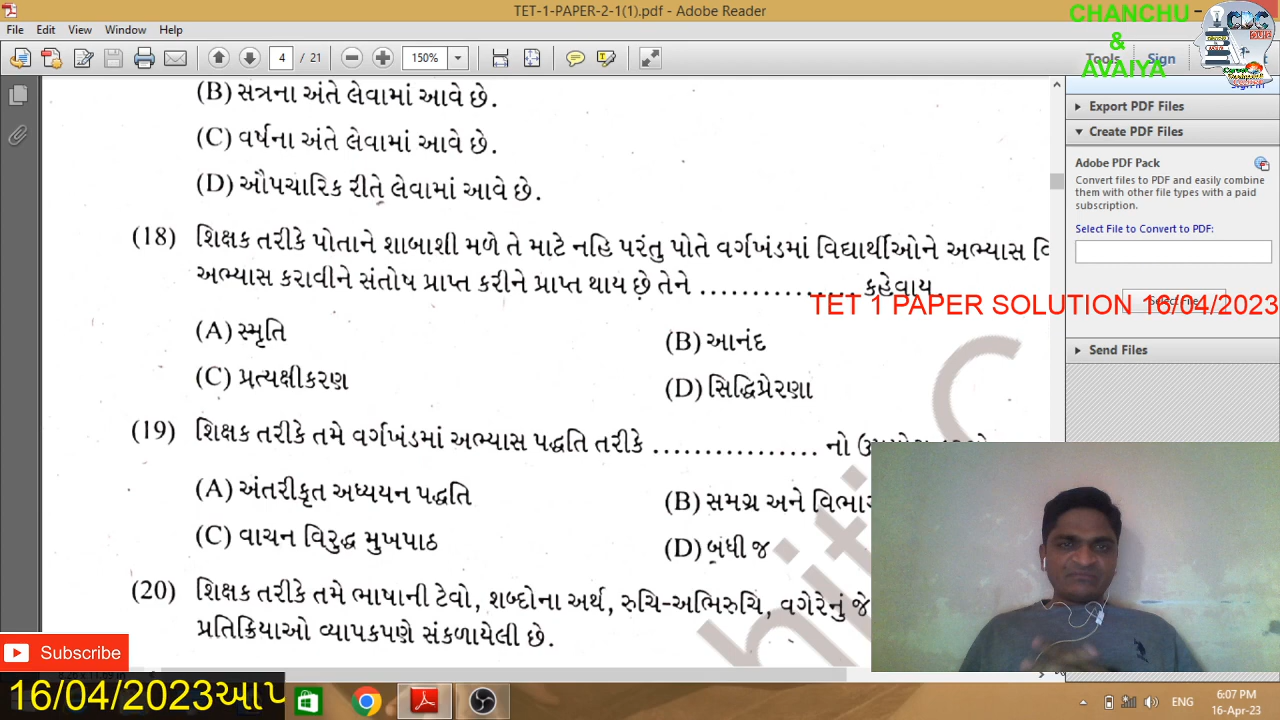 TET-1-PAPER-2-1(1).pdf - Adobe Reader
File Edit View Window Help
4 / 21 150%
Tools Sign
CHANCHU
&
AVAIYA
Export PDF Files
Create PDF Files
Adobe PDF Pack
Convert files to PDF and easily combine
them with other file types with a paid
subscription.
Select File to Convert to PDF:
Select File
Send Files
(B) સત્રના અંતે લેવામાં આવે છે.
(C) વર્ષના અંતે લેવામાં આવે છે.
(D) ઔપચારિક રીતે લેવામાં આવે છે.
(18) શિક્ષક તરીકે પોતાને શાબાશી મળે તે માટે નહિ પરંતુ પોતે વર્ગખંડમાં વિદ્યાર્થીઓને અભ્યાસ
અભ્યાસ કરાવીને સંતોષ પ્રાપ્ત કરીને પ્રાપ્ત થાય છે તેને ................ કહેવાય.
TET 1 PAPER SOLUTION 16/04/2023
(A) સ્મૃતિ (B) આનંદ
(C) પ્રત્યક્ષીકરણ (D) સિદ્ધિપ્રેરણા
(19) શિક્ષક તરીકે તમે વર્ગખંડમાં અભ્યાસ પદ્ધતિ તરીકે ................ નો
(A) અંતરીકૃત અધ્યયન પદ્ધતિ (B) સમગ્ર અને
(C) વાચન વિરુદ્ધ મુખપાઠ (D) બધી જ
(20) શિક્ષક તરીકે તમે ભાષાની ટેવો, શબ્દોના અર્થ, રુચિ-અભિરુચિ, વગેરેનું જે
પ્રતિક્રિયાઓ વ્યાપકપણે સંકળાયેલી છે.
Subscribe
16/04/2023આપ
ENG
6:07 PM
16-Apr-23